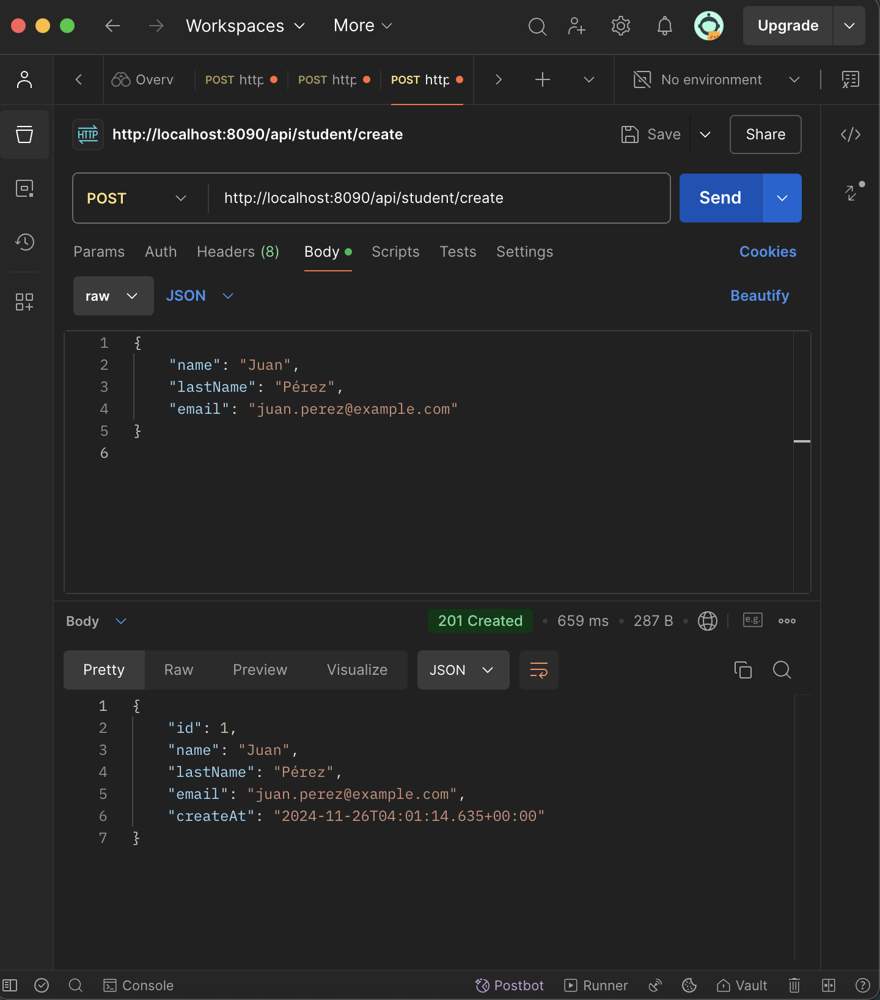 Workspaces More Upgrade
Overv POST http POST http POST http No environment
HTTP http://localhost:8090/api/student/create Save Share
POST http://localhost:8090/api/student/create Send
Params Auth Headers (8) Body Scripts Tests Settings Cookies
raw JSON Beautify
1 {
2 "name": "Juan",
3 "lastName": "Pérez",
4 "email": "juan.perez@example.com"
5 }
6
Body 201 Created • 659 ms • 287 B • e.g.
Pretty Raw Preview Visualize JSON
1 {
2 "id": 1,
3 "name": "Juan",
4 "lastName": "Pérez",
5 "email": "juan.perez@example.com",
6 "createAt": "2024-11-26T04:01:14.635+00:00"
7 }
Console Postbot Runner Vault